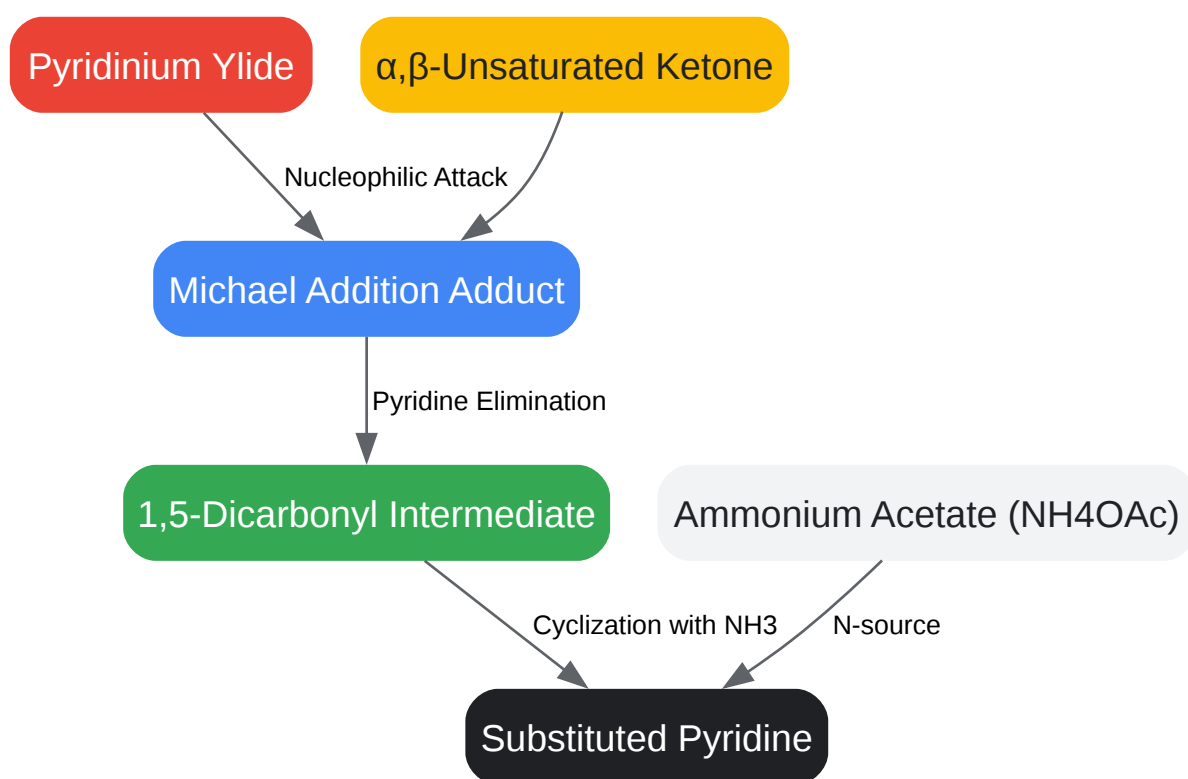 Pyridinium Ylide
α,β-Unsaturated Ketone
Nucleophilic Attack
Michael Addition Adduct
Pyridine Elimination
1,5-Dicarbonyl Intermediate
Ammonium Acetate (NH4OAc)
Cyclization with NH3
N-source
Substituted Pyridine